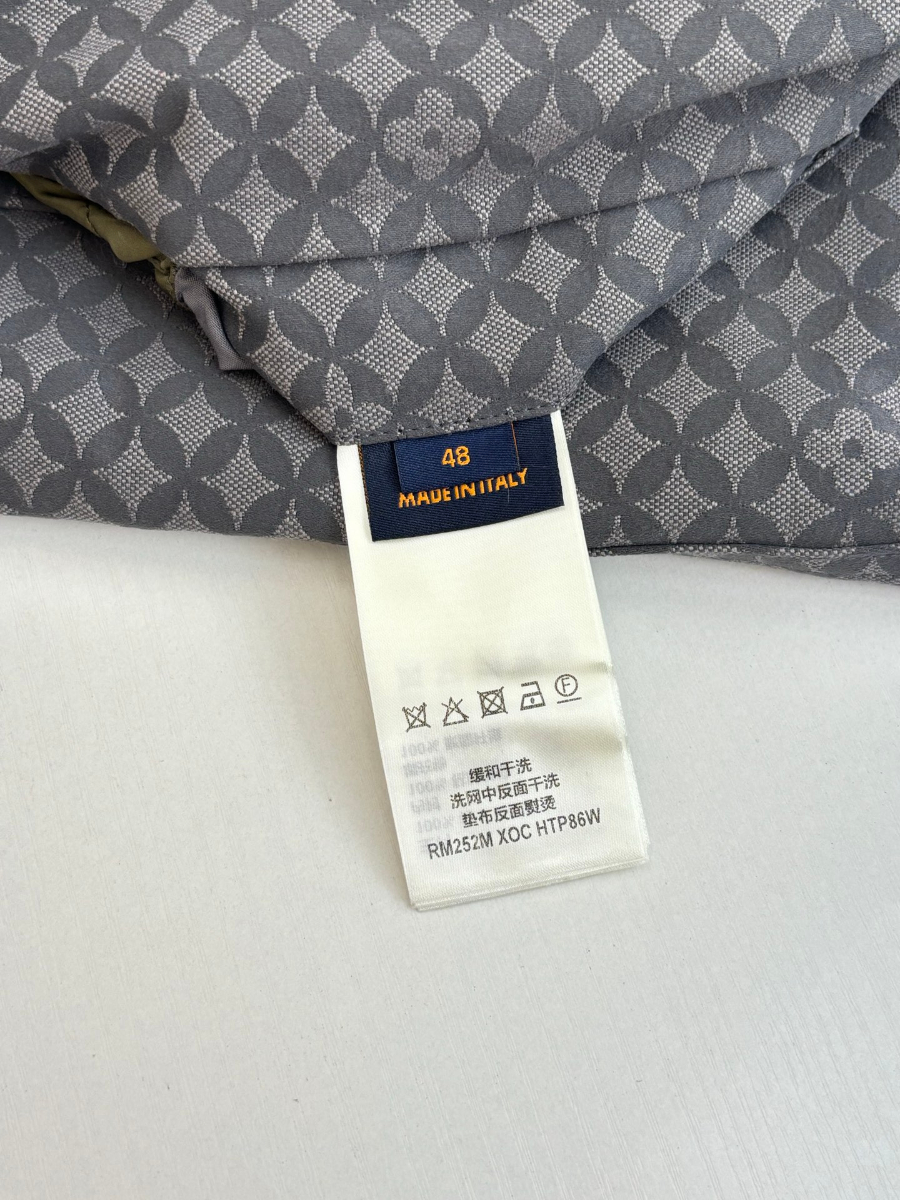 48
MADE IN ITALY
F
缓和干洗
洗网中反面干洗
垫布反面熨烫
RM252M XOC HTP86W